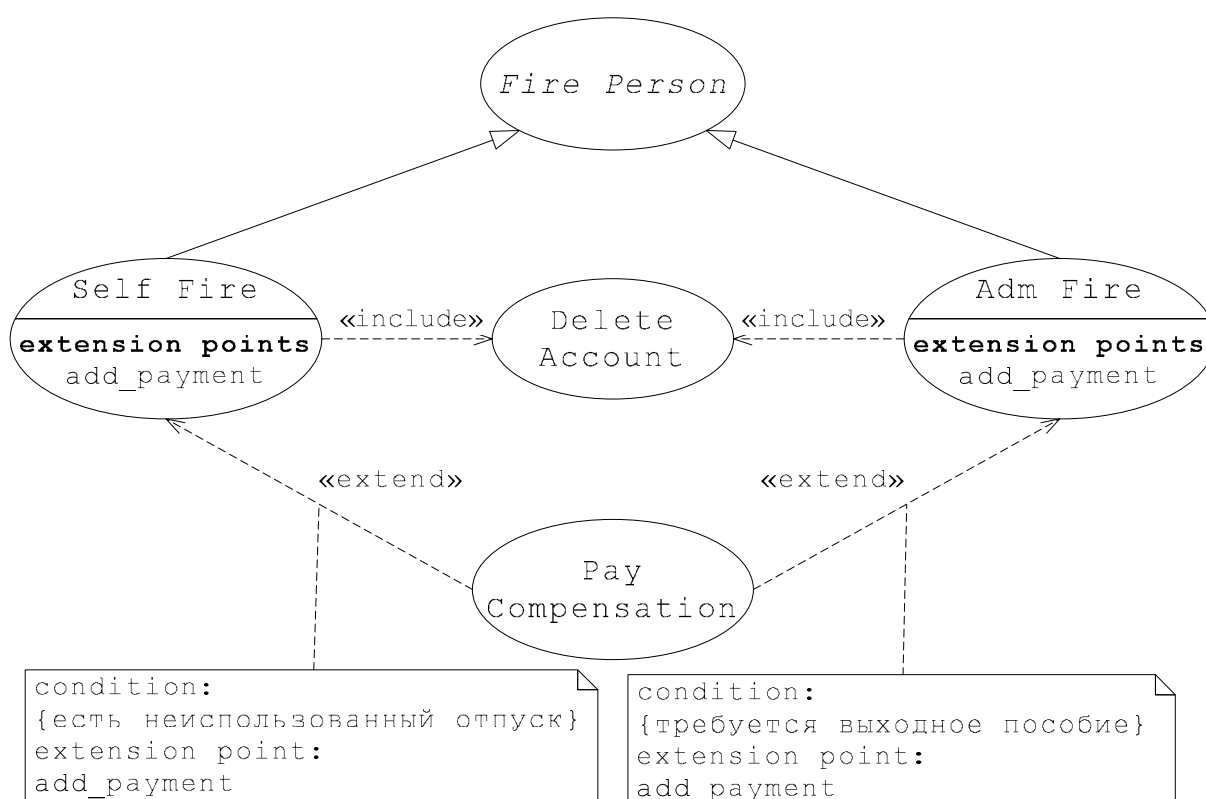 Fire Person
Self Fire
extension points
add_payment
«include»
Delete
Account
«include»
Adm Fire
extension points
add_payment
«extend»
«extend»
Pay
Compensation
condition:
{есть неиспользованный отпуск}
extension point:
add_payment
condition:
{требуется выходное пособие}
extension point:
add_payment